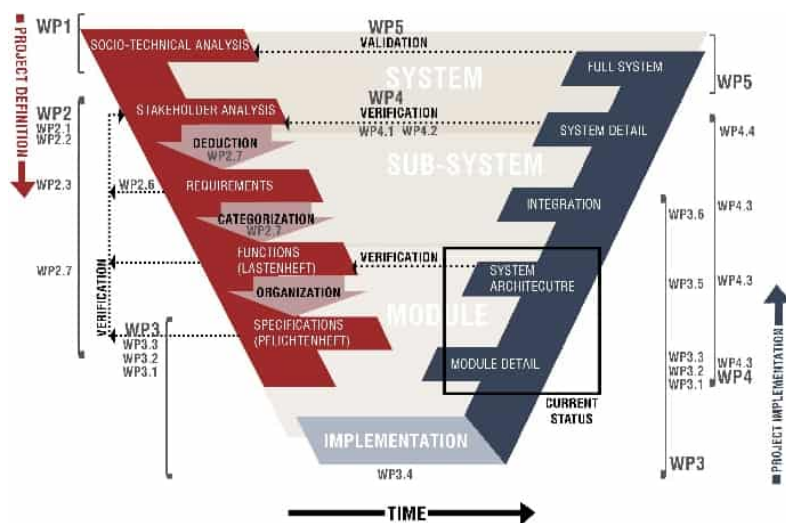 PROJECT DEFINITION
WP1
SOCIO-TECHNICAL ANALYSIS
WP5
VALIDATION
SYSTEM
FULL SYSTEM
WP5
WP2
WP2.1
WP2.2
STAKEHOLDER ANALYSIS
WP4
VERIFICATION
WP4.1 WP4.2
SYSTEM DETAIL
WP4.4
DEDUCTION
WP2.7
SUB-SYSTEM
WP2.3
WP2.6
REQUIREMENTS
INTEGRATION
WP3.6
WP4.3
CATEGORIZATION
WP2.7
WP2.7
FUNCTIONS
(LASTENHEFT)
VERIFICATION
SYSTEM
ARCHITECUTRE
WP3.5
WP4.3
ORGANIZATION
MODULE
VERIFICATION
SPECIFICATIONS
(PFLICHTENHEFT)
WP3
WP3.3
WP3.2
WP3.1
MODULE DETAIL
WP3.3
WP3.2
WP3.1
WP4.3
WP4
CURRENT
STATUS
IMPLEMENTATION
WP3.4
WP3
PROJECT IMPLEMENTATION
TIME